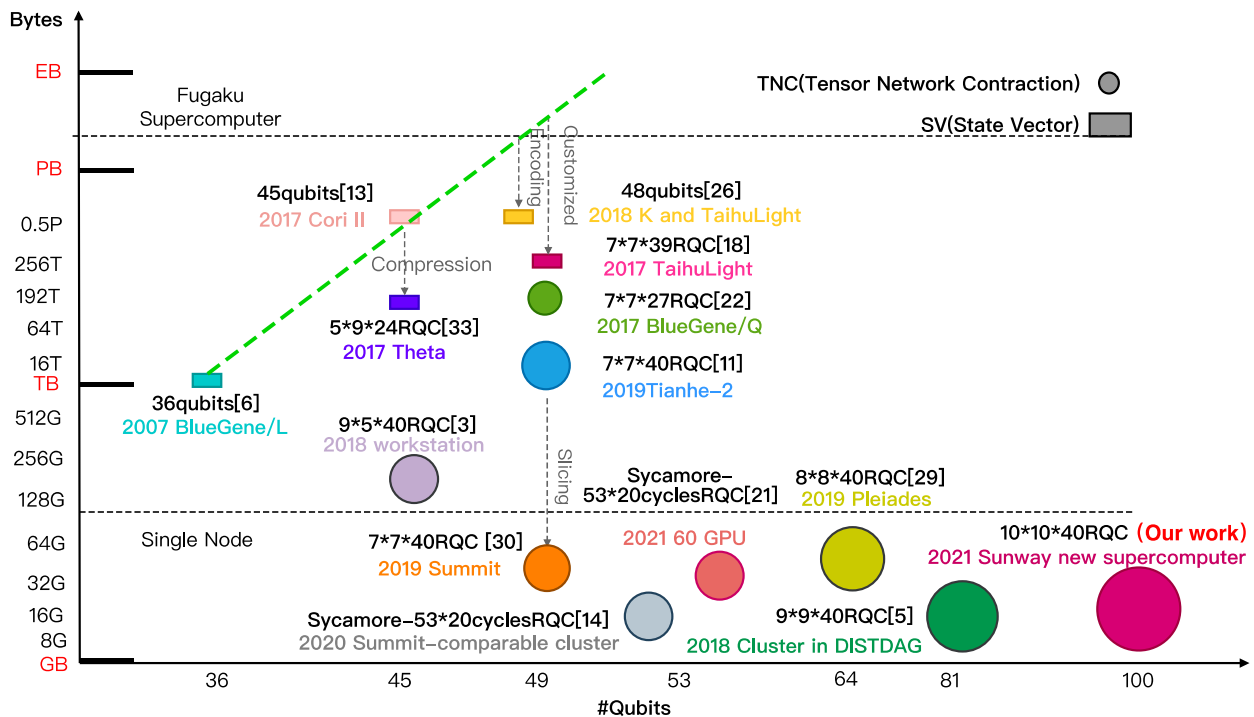 Bytes
EB
TNC(Tensor Network Contraction)
Fugaku
Supercomputer
SV(State Vector)
Encoding
Customized
PB
45qubits[13]
2017 Cori II
48qubits[26]
2018 K and TaihuLight
0.5P
7*7*39RQC[18]
2017 TaihuLight
256T
Compression
192T
7*7*27RQC[22]
2017 BlueGene/Q
64T
5*9*24RQC[33]
2017 Theta
16T
7*7*40RQC[11]
2019Tianhe-2
TB
36qubits[6]
2007 BlueGene/L
512G
9*5*40RQC[3]
2018 workstation
256G
Slicing
Sycamore-
53*20cyclesRQC[21]
8*8*40RQC[29]
2019 Pleiades
128G
Single Node
64G
7*7*40RQC [30]
2019 Summit
2021 60 GPU
10*10*40RQC (Our work)
2021 Sunway new supercomputer
32G
16G
Sycamore-53*20cyclesRQC[14]
2020 Summit-comparable cluster
9*9*40RQC[5]
2018 Cluster in DISTDAG
8G
GB
36
45
49
53
64
81
100
#Qubits